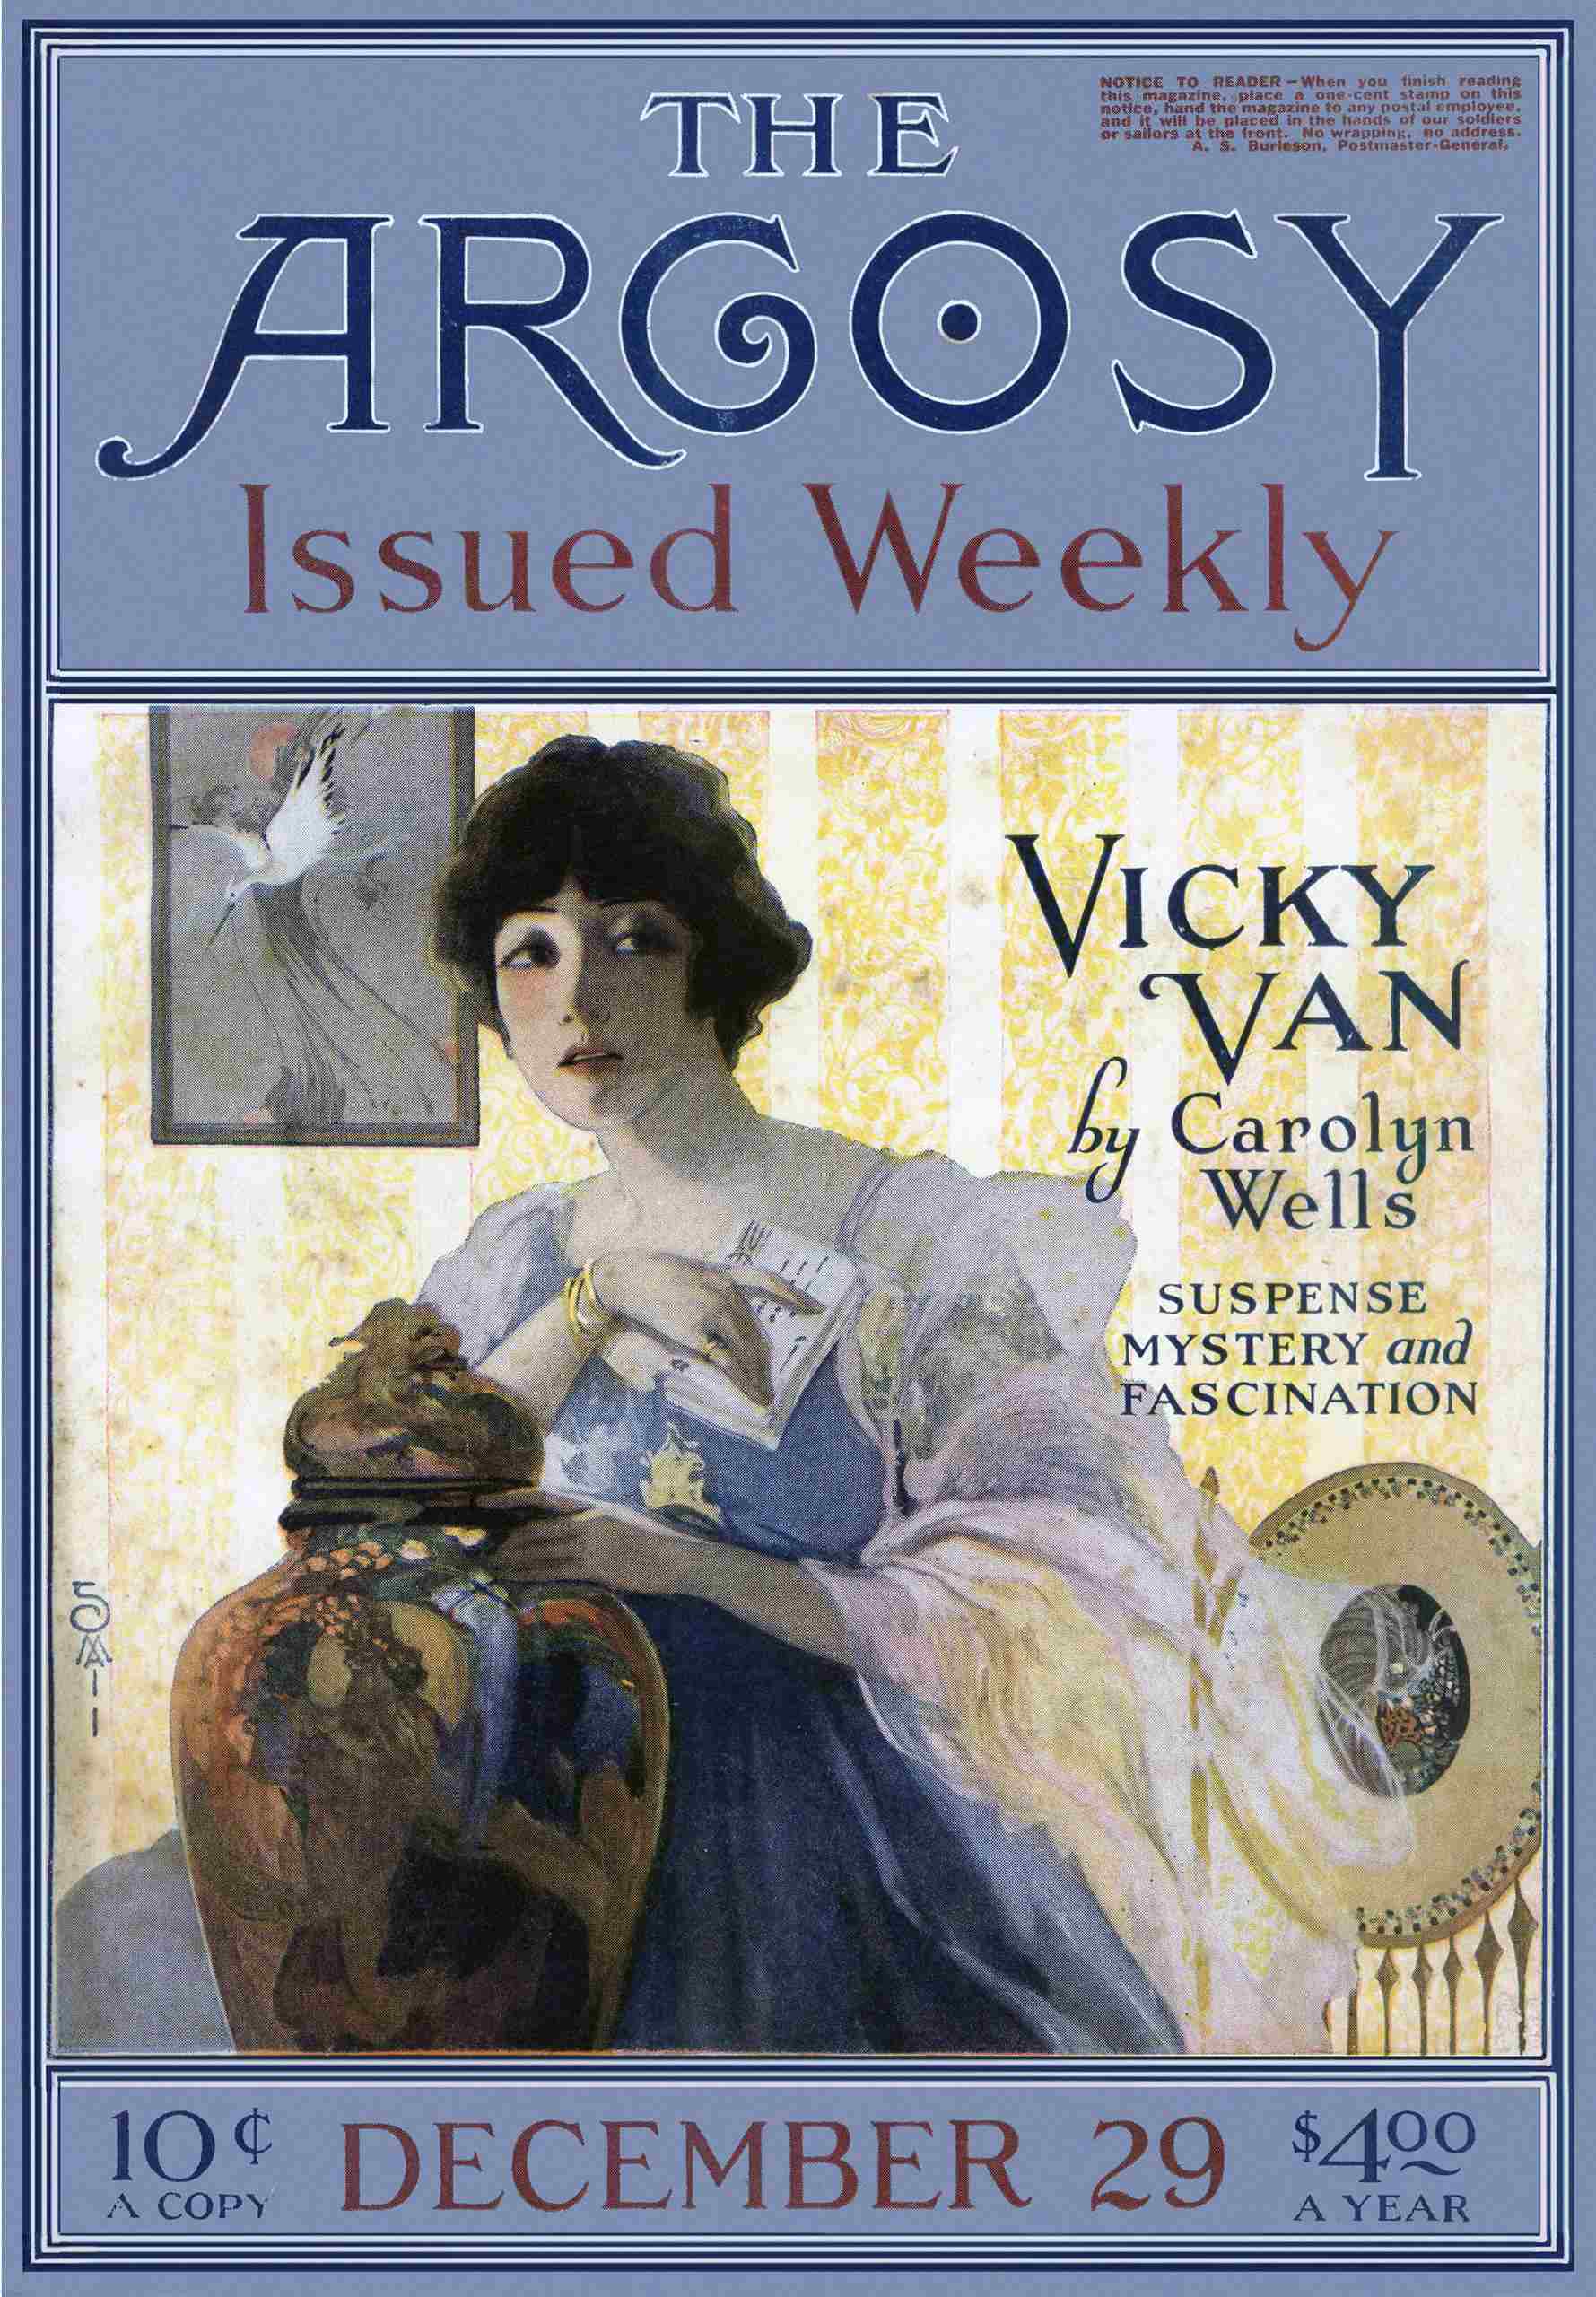 THE
ARGOSY
Issued Weekly
NOTICE TO READER – When you finish reading
this magazine, place a one-cent stamp on this
notice, hand the magazine to any postal employee,
and it will be placed in the hands of our soldiers
or sailors at the front. No wrapping, no address.
A. S. Burleson, Postmaster-General.
VICKY
VAN
by Carolyn
Wells
SUSPENSE
MYSTERY and
FASCINATION
10¢
A COPY
DECEMBER 29
$4.00
A YEAR